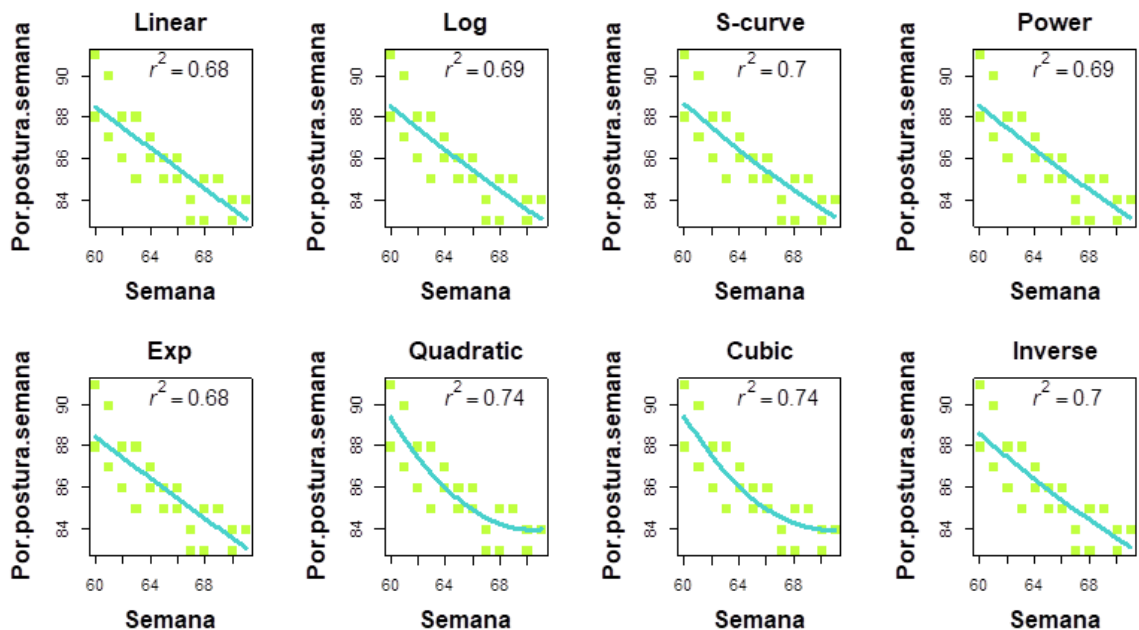 Linear
r² = 0.68
Por.postura.semana
84 86 88 90
60 64 68
Semana
Log
r² = 0.69
Por.postura.semana
84 86 88 90
60 64 68
Semana
S-curve
r² = 0.7
Por.postura.semana
84 86 88 90
60 64 68
Semana
Power
r² = 0.69
Por.postura.semana
84 86 88 90
60 64 68
Semana
Exp
r² = 0.68
Por.postura.semana
84 86 88 90
60 64 68
Semana
Quadratic
r² = 0.74
Por.postura.semana
84 86 88 90
60 64 68
Semana
Cubic
r² = 0.74
Por.postura.semana
84 86 88 90
60 64 68
Semana
Inverse
r² = 0.7
Por.postura.semana
84 86 88 90
60 64 68
Semana